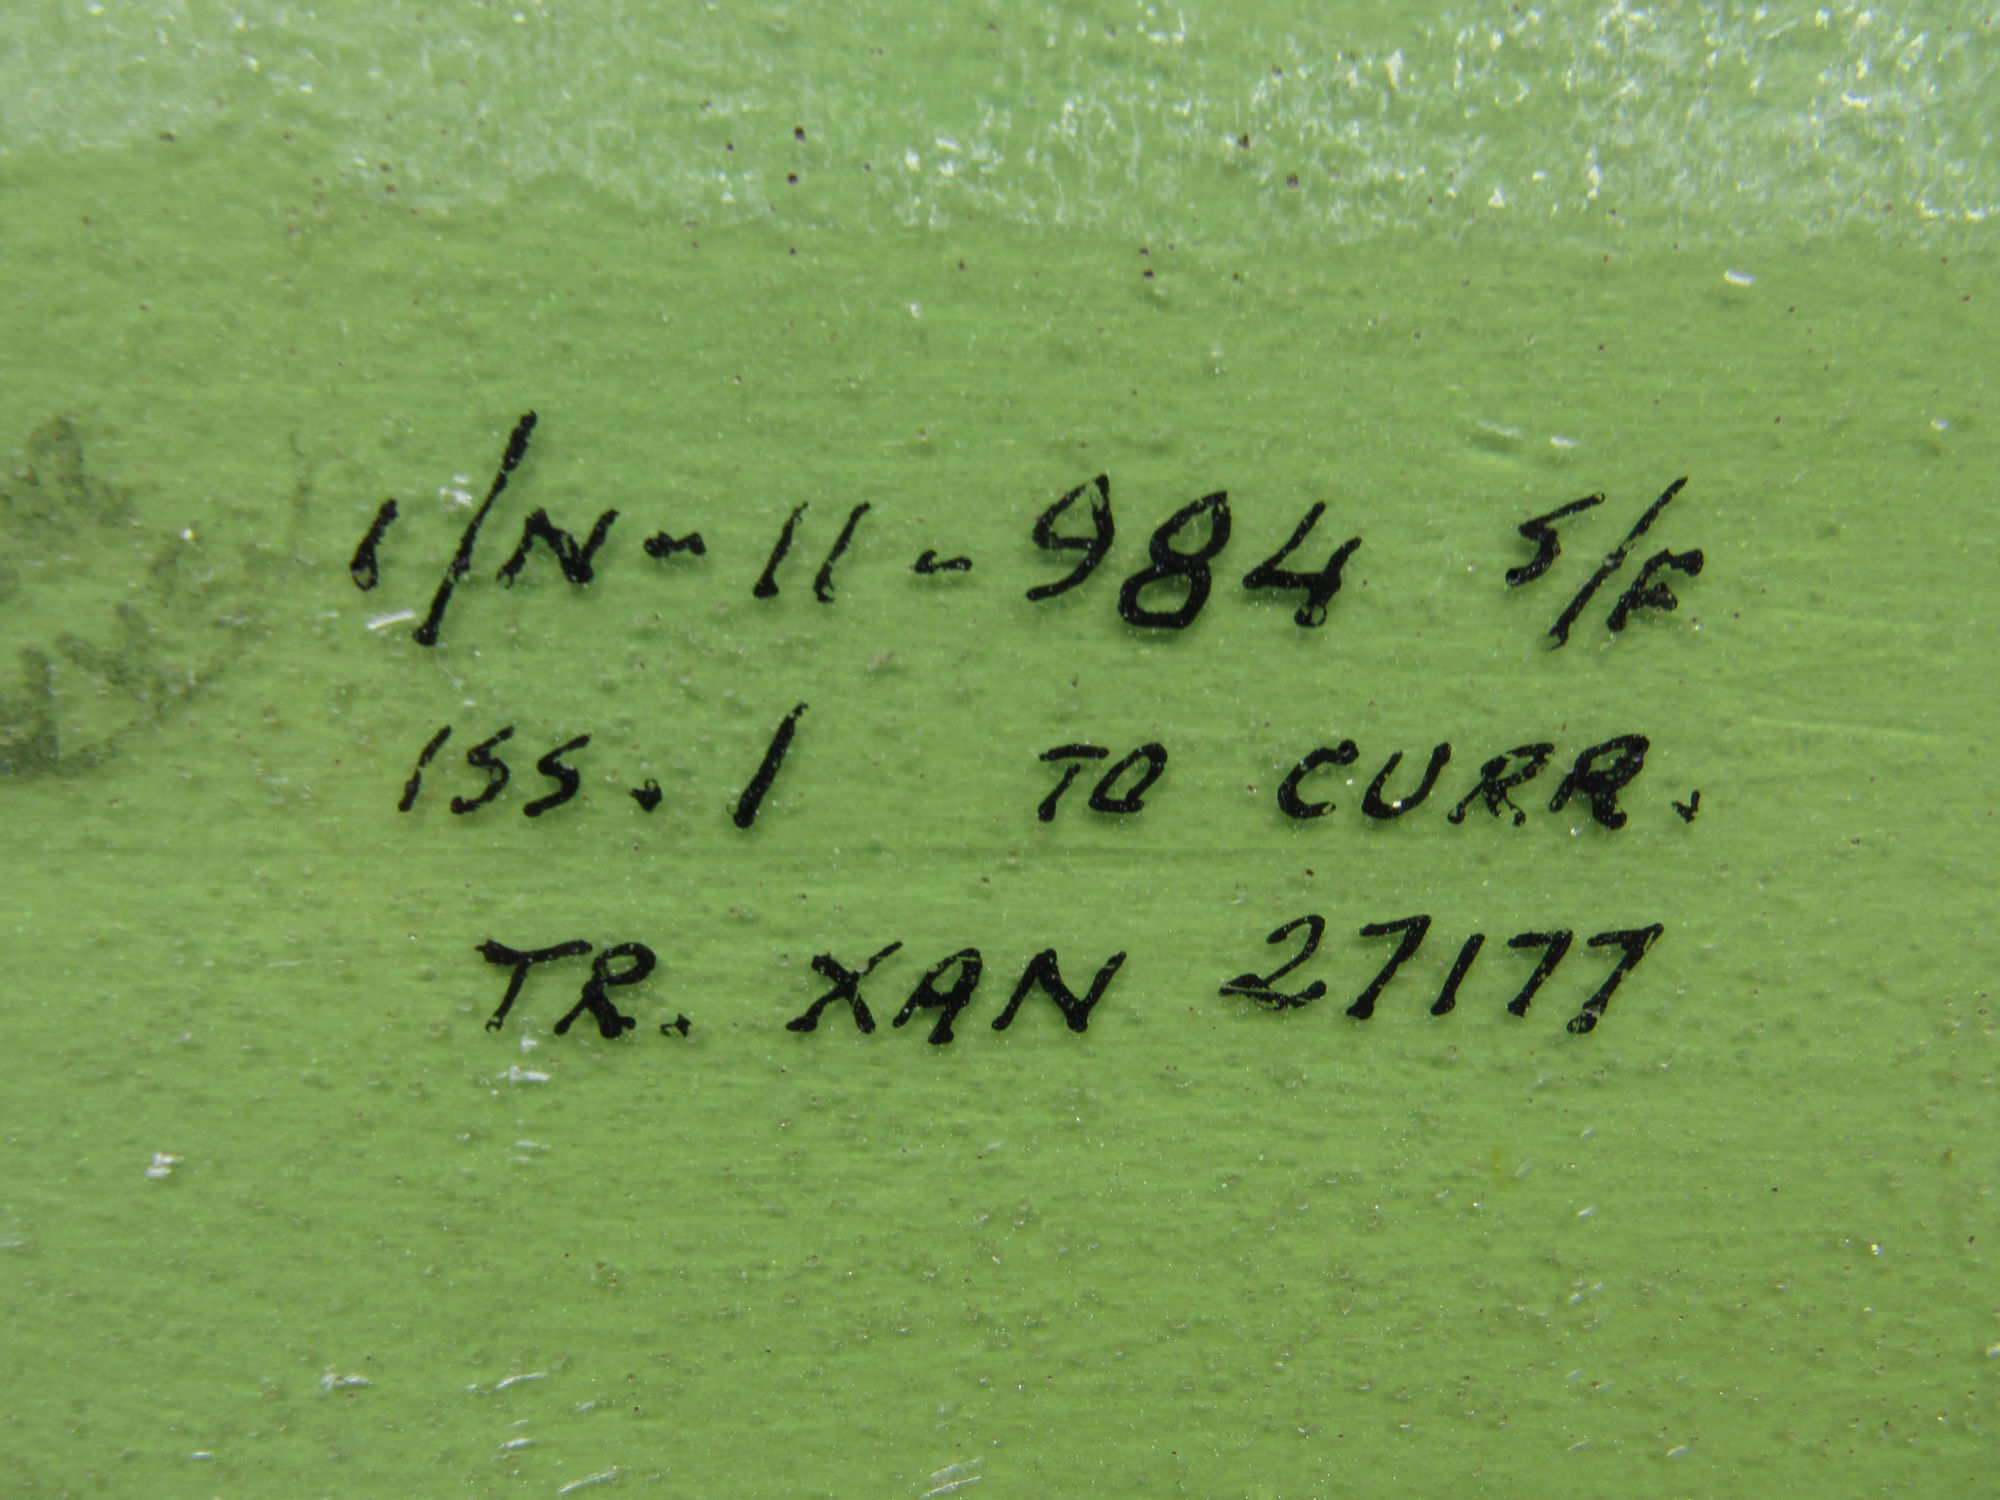 1/N-11-984 S/F
ISS. 1 TO CURR.
TR. XAN 27177